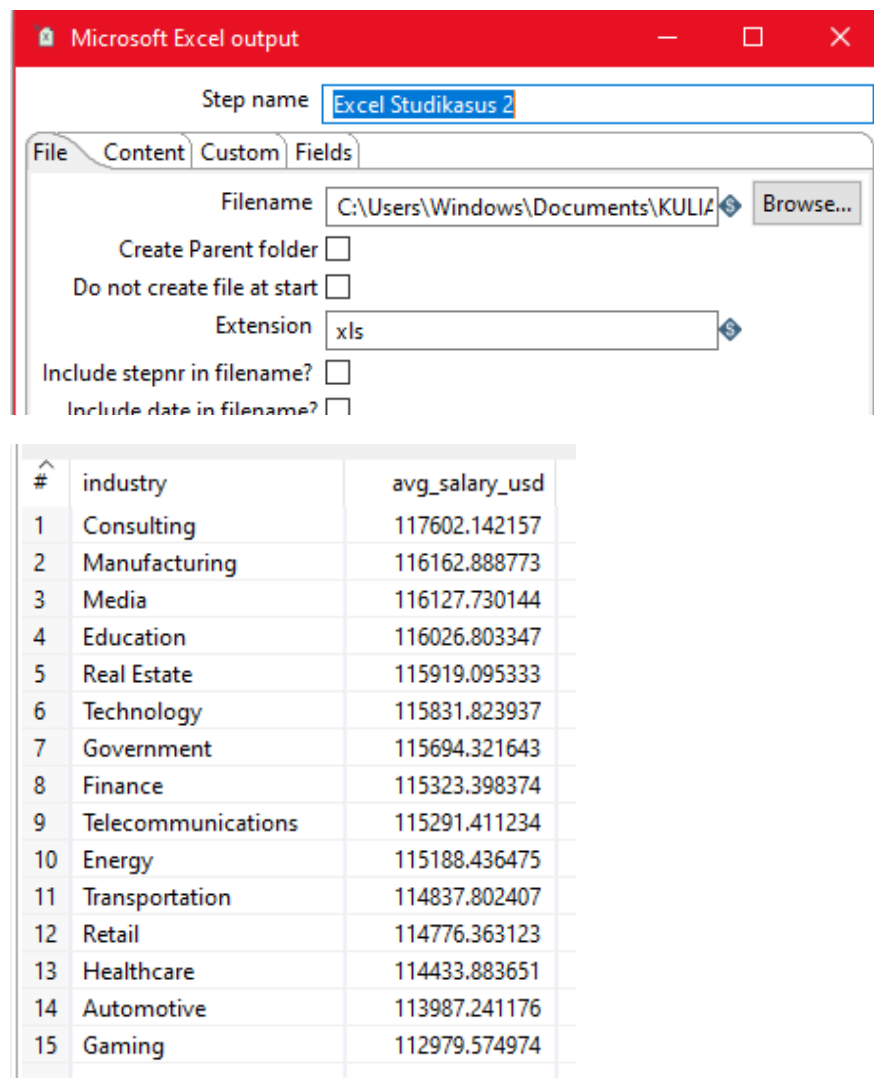 Microsoft Excel output
Step name Excel Studikasus 2
File Content Custom Fields
Filename C:\Users\Windows\Documents\KULIA Browse...
Create Parent folder
Do not create file at start
Extension xls
Include stepnr in filename?
Include date in filename?
# industry avg_salary_usd
1 Consulting 117602.142157
2 Manufacturing 116162.888773
3 Media 116127.730144
4 Education 116026.803347
5 Real Estate 115919.095333
6 Technology 115831.823937
7 Government 115694.321643
8 Finance 115323.398374
9 Telecommunications 115291.411234
10 Energy 115188.436475
11 Transportation 114837.802407
12 Retail 114776.363123
13 Healthcare 114433.883651
14 Automotive 113987.241176
15 Gaming 112979.574974